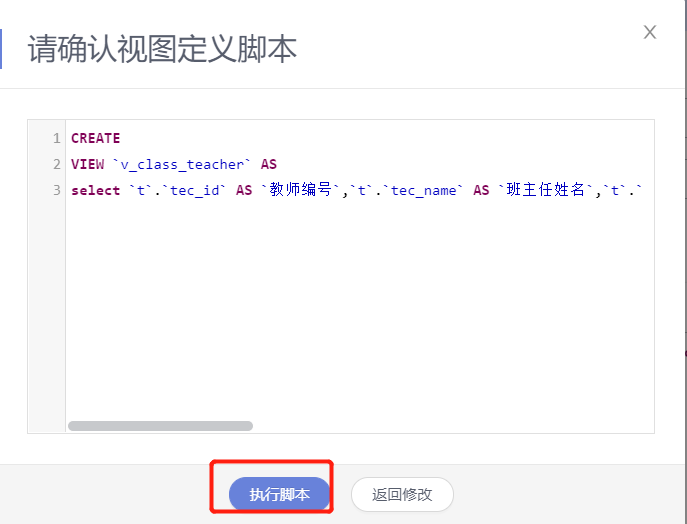 请确认视图定义脚本
1 CREATE
2 VIEW `v_class_teacher` AS
3 select `t`.`tec_id` AS `教师编号`,`t`.`tec_name` AS `班主任姓名`,`t`.`
执行脚本 返回修改